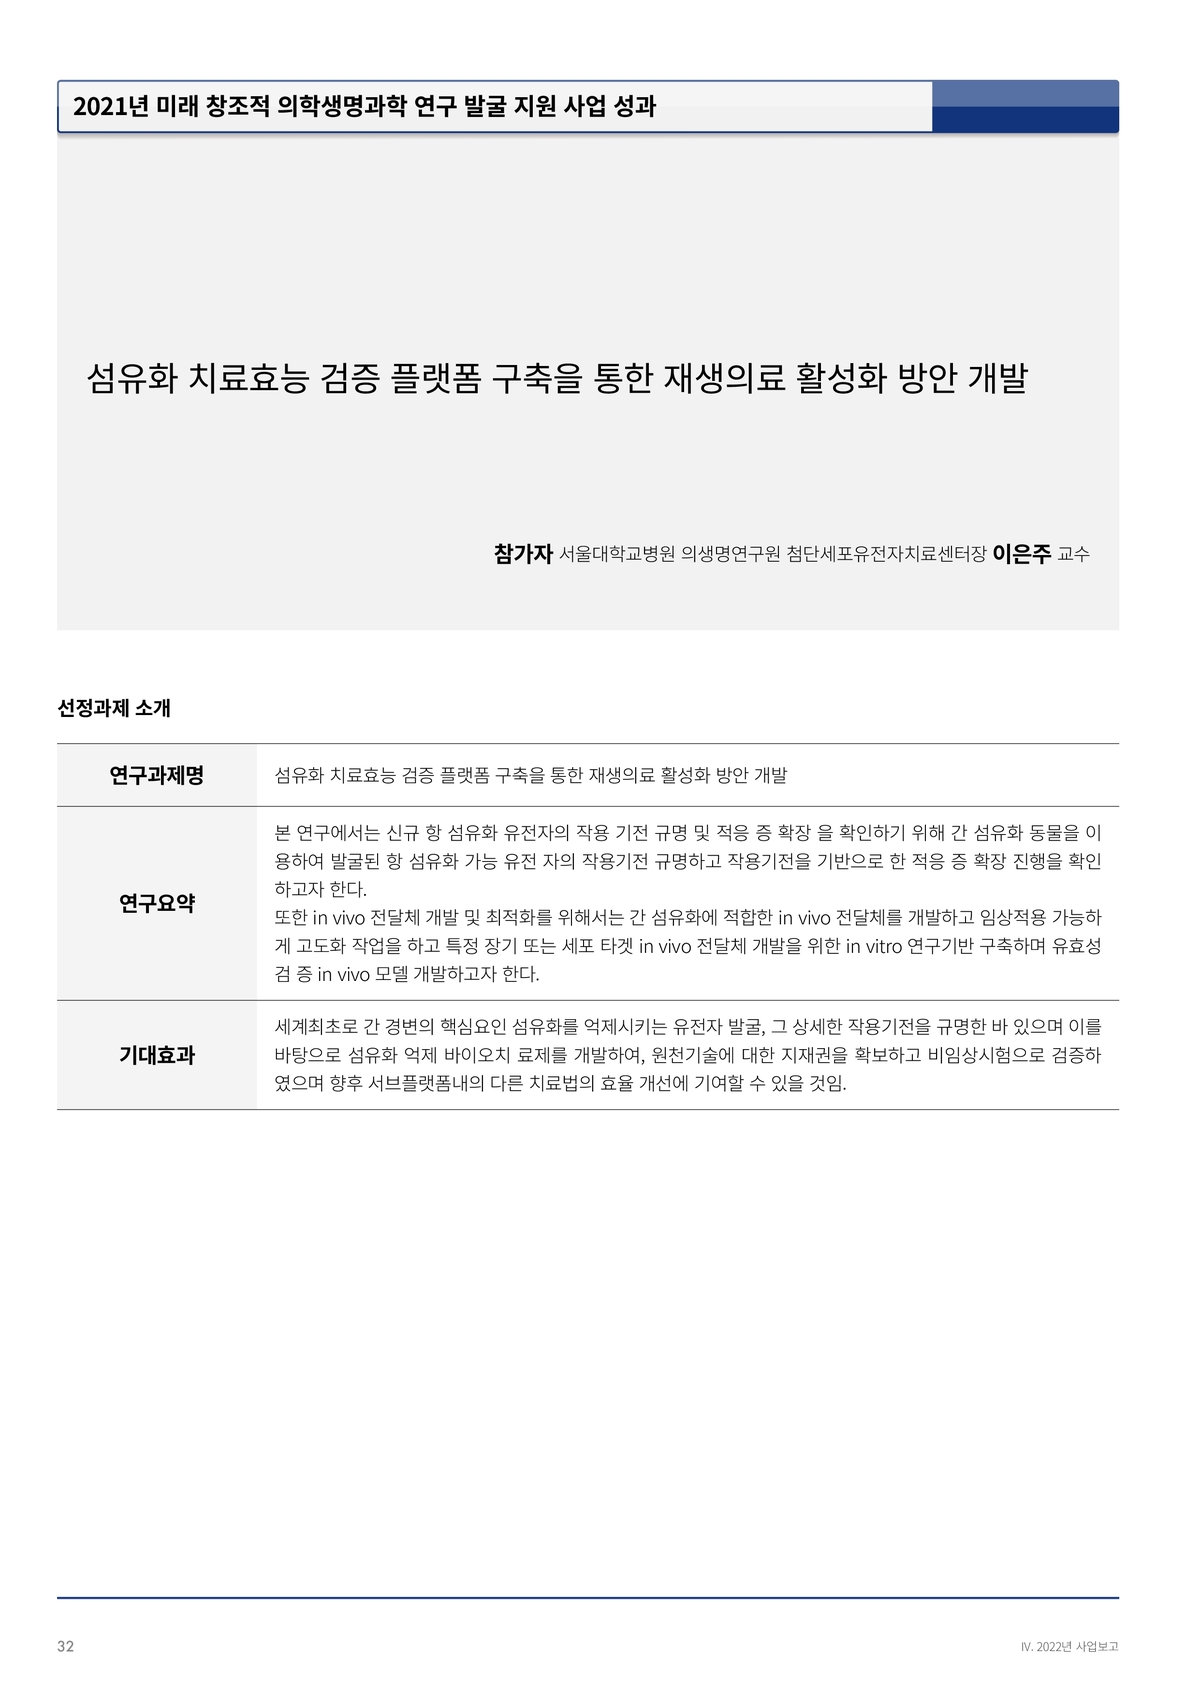 2021년 미래 창조적 의학생명과학 연구 발굴 지원 사업 성과
섬유화 치료효능 검증 플랫폼 구축을 통한 재생의료 활성화 방안 개발
참가자 서울대학교병원 의생명연구원 첨단세포유전자치료센터장 이은주 교수
선정과제 소개
연구과제명
섬유화 치료효능 검증 플랫폼 구축을 통한 재생의료 활성화 방안 개발
연구요약
본 연구에서는 신규 항 섬유화 유전자의 작용 기전 규명 및 적응 증 확장 을 확인하기 위해 간 섬유화 동물을 이
용하여 발굴된 항 섬유화 가능 유전 자의 작용기전 규명하고 작용기전을 기반으로 한 적응 증 확장 진행을 확인
하고자 한다.
또한 in vivo 전달체 개발 및 최적화를 위해서는 간 섬유화에 적합한 in vivo 전달체를 개발하고 임상적용 가능하
게 고도화 작업을 하고 특정 장기 또는 세포 타겟 in vivo 전달체 개발을 위한 in vitro 연구기반 구축하며 유효성
검 증 in vivo 모델 개발하고자 한다.
기대효과
세계최초로 간 경변의 핵심요인 섬유화를 억제시키는 유전자 발굴, 그 상세한 작용기전을 규명한 바 있으며 이를
바탕으로 섬유화 억제 바이오치 료제를 개발하여, 원천기술에 대한 지재권을 확보하고 비임상시험으로 검증하
였으며 향후 서브플랫폼내의 다른 치료법의 효율 개선에 기여할 수 있을 것임.
32
Ⅳ. 2022년 사업보고